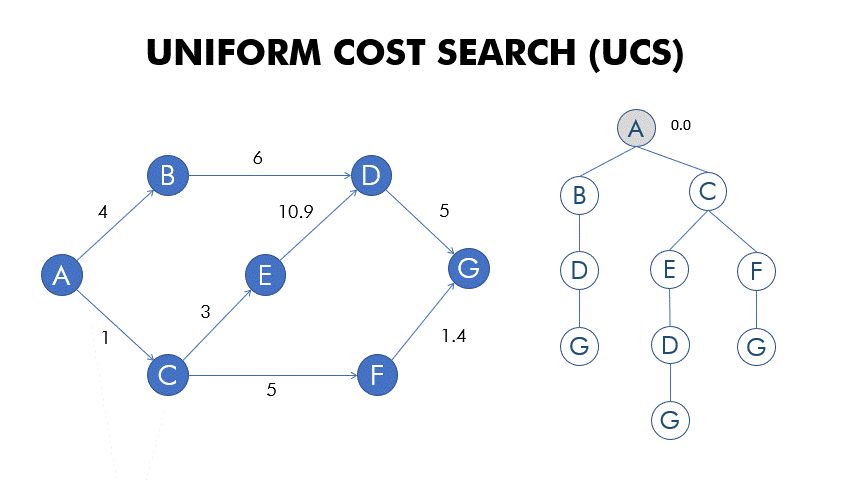 UNIFORM COST SEARCH (UCS)
A 0.0
B 6 D
4 10.9 5
A E G
1 3 1.4
C 5 F
B C
D E F
G D G
G